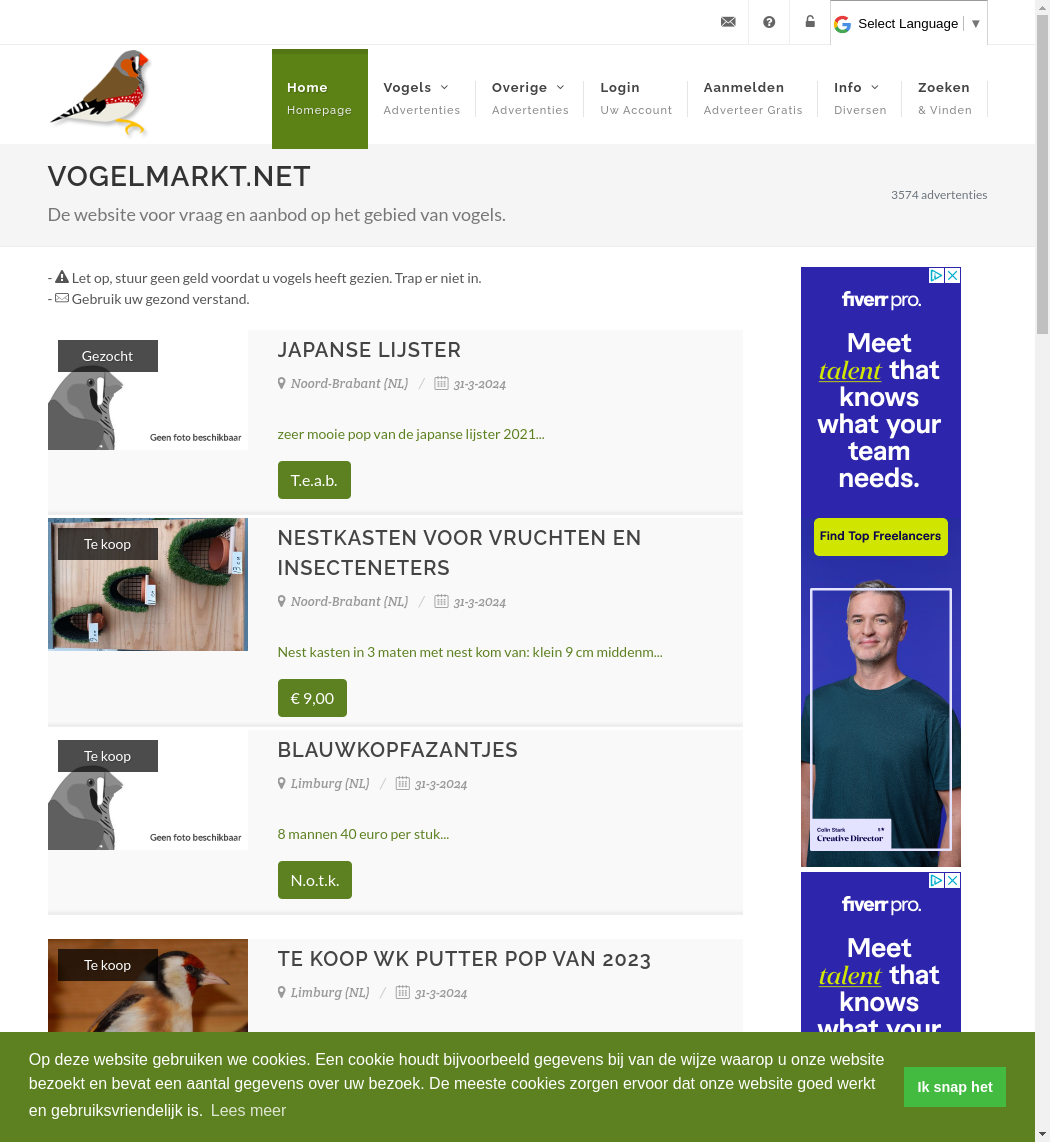 Select Language ▼
Home
Homepage
Vogels
Advertenties
Overige
Advertenties
Login
Uw Account
Aanmelden
Adverteer Gratis
Info
Diversen
Zoeken
& Vinden
VOGELMARKT.NET
De website voor vraag en aanbod op het gebied van vogels.
3574 advertenties
- Let op, stuur geen geld voordat u vogels heeft gezien. Trap er niet in.
- Gebruik uw gezond verstand.
Gezocht
Geen foto beschikbaar
JAPANSE LIJSTER
Noord-Brabant (NL) / 31-3-2024
zeer mooie pop van de japanse lijster 2021...
T.e.a.b.
Te koop
NESTKASTEN VOOR VRUCHTEN EN
INSECTENETERS
Noord-Brabant (NL) / 31-3-2024
Nest kasten in 3 maten met nest kom van: klein 9 cm middenm...
€ 9,00
Te koop
Geen foto beschikbaar
BLAUWKOPFAZANTJES
Limburg (NL) / 31-3-2024
8 mannen 40 euro per stuk...
N.o.t.k.
Te koop
TE KOOP WK PUTTER POP VAN 2023
Limburg (NL) / 31-3-2024
fiverr pro.
Meet
talent that
knows
what your
team
needs.
Find Top Freelancers
Colin Stark
Creative Director
fiverr pro.
Meet
talent that
knows
what your
Op deze website gebruiken we cookies. Een cookie houdt bijvoorbeeld gegevens bij van de wijze waarop u onze website
bezoekt en bevat een aantal gegevens over uw bezoek. De meeste cookies zorgen ervoor dat onze website goed werkt
en gebruiksvriendelijk is. Lees meer
Ik snap het